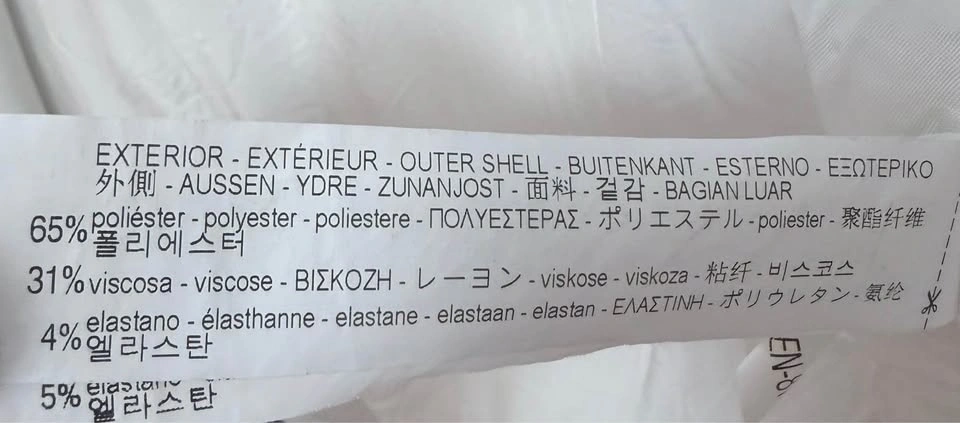 EXTERIOR - EXTÉRIEUR - OUTER SHELL - BUITENKANT - ESTERNO - ΕΞΩΤΕΡΙΚΟ
外側 - AUSSEN - YDRE - ZUNANJOST - 面料 - 겉감 - BAGIAN LUAR
65% poliéster - polyester - poliestere - ΠΟΛΥΕΣΤΕΡΑΣ - ポリエステル - poliester - 聚酯纤维
폴리에스터
31% viscosa - viscose - ΒΙΣΚΟΖΗ - レーヨン - viskose - viskoza - 粘纤 - 비스코스
4% elastano - élasthanne - elastane - elastaan - elastan - ΕΛΑΣΤΙΝΗ - ポリウレタン - 氨纶
엘라스탄
5% elastano
엘라스탄